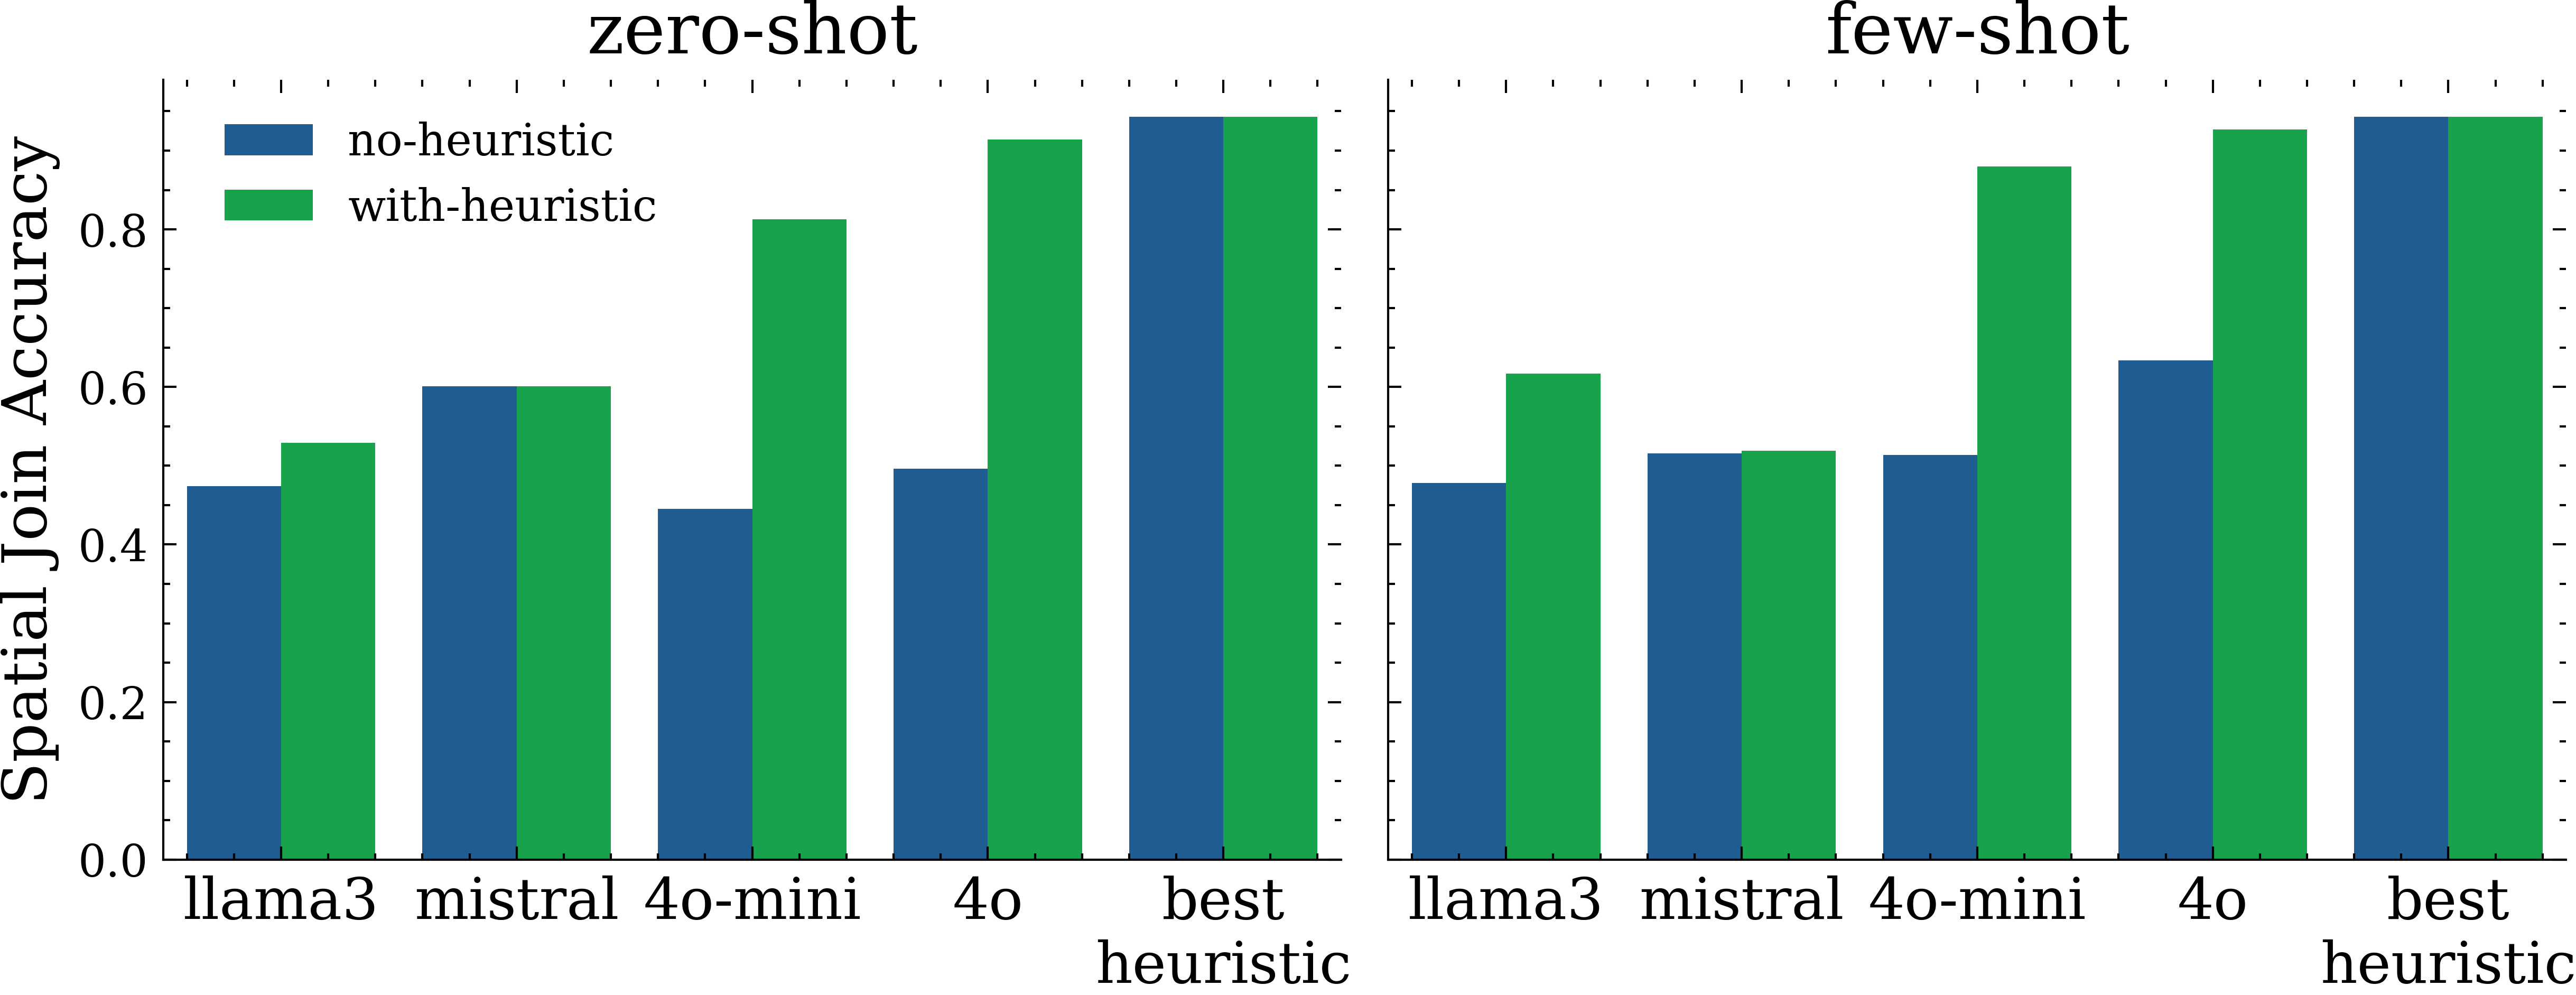 zero-shot
few-shot
Spatial Join Accuracy
no-heuristic
with-heuristic
0.8
0.6
0.4
0.2
0.0
llama3 mistral 4o-mini 4o best heuristic
llama3 mistral 4o-mini 4o best heuristic